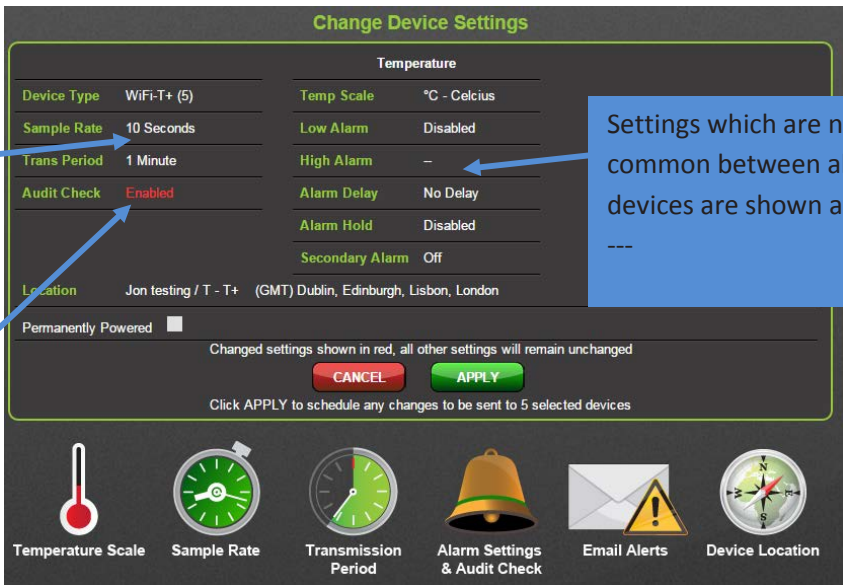 Change Device Settings
Temperature
Device Type WiFi-T+ (5) Temp Scale °C - Celcius
Sample Rate 10 Seconds Low Alarm Disabled
Trans Period 1 Minute High Alarm –
Audit Check Enabled Alarm Delay No Delay
Alarm Hold Disabled
Secondary Alarm Off
Location Jon testing / T - T+ (GMT) Dublin, Edinburgh, Lisbon, London
Permanently Powered
Changed settings shown in red, all other settings will remain unchanged
CANCEL APPLY
Click APPLY to schedule any changes to be sent to 5 selected devices
Settings which are n
common between a
devices are shown a
---
N
W E
S
Temperature Scale Sample Rate Transmission Period Alarm Settings & Audit Check Email Alerts Device Location